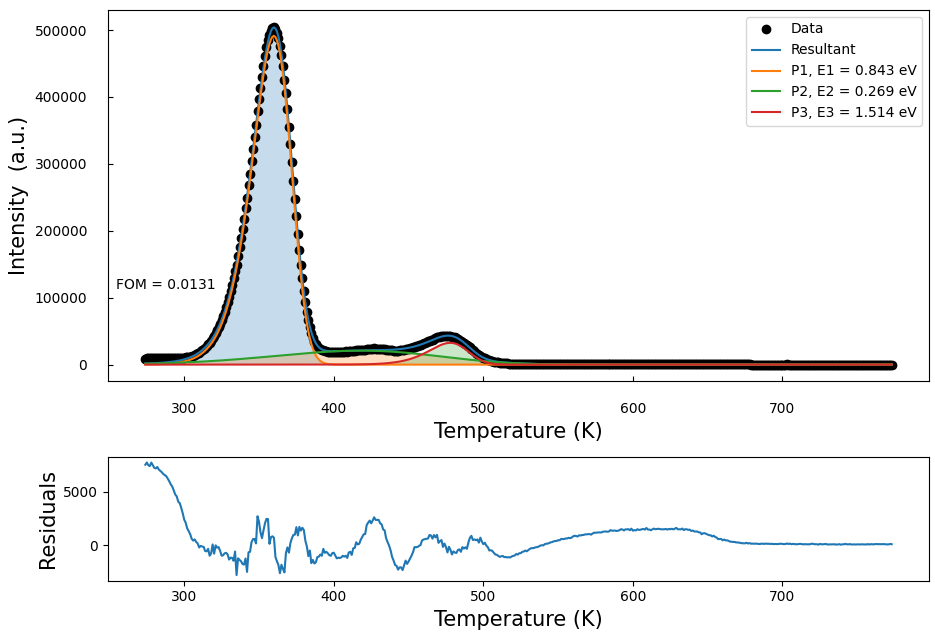 500000
400000
300000
200000
100000
0
Intensity  (a.u.)
Data
Resultant
P1, E1 = 0.843 eV
P2, E2 = 0.269 eV
P3, E3 = 1.514 eV
FOM = 0.0131
300 400 500 600 700
Temperature (K)
5000
0
Residuals
300 400 500 600 700
Temperature (K)